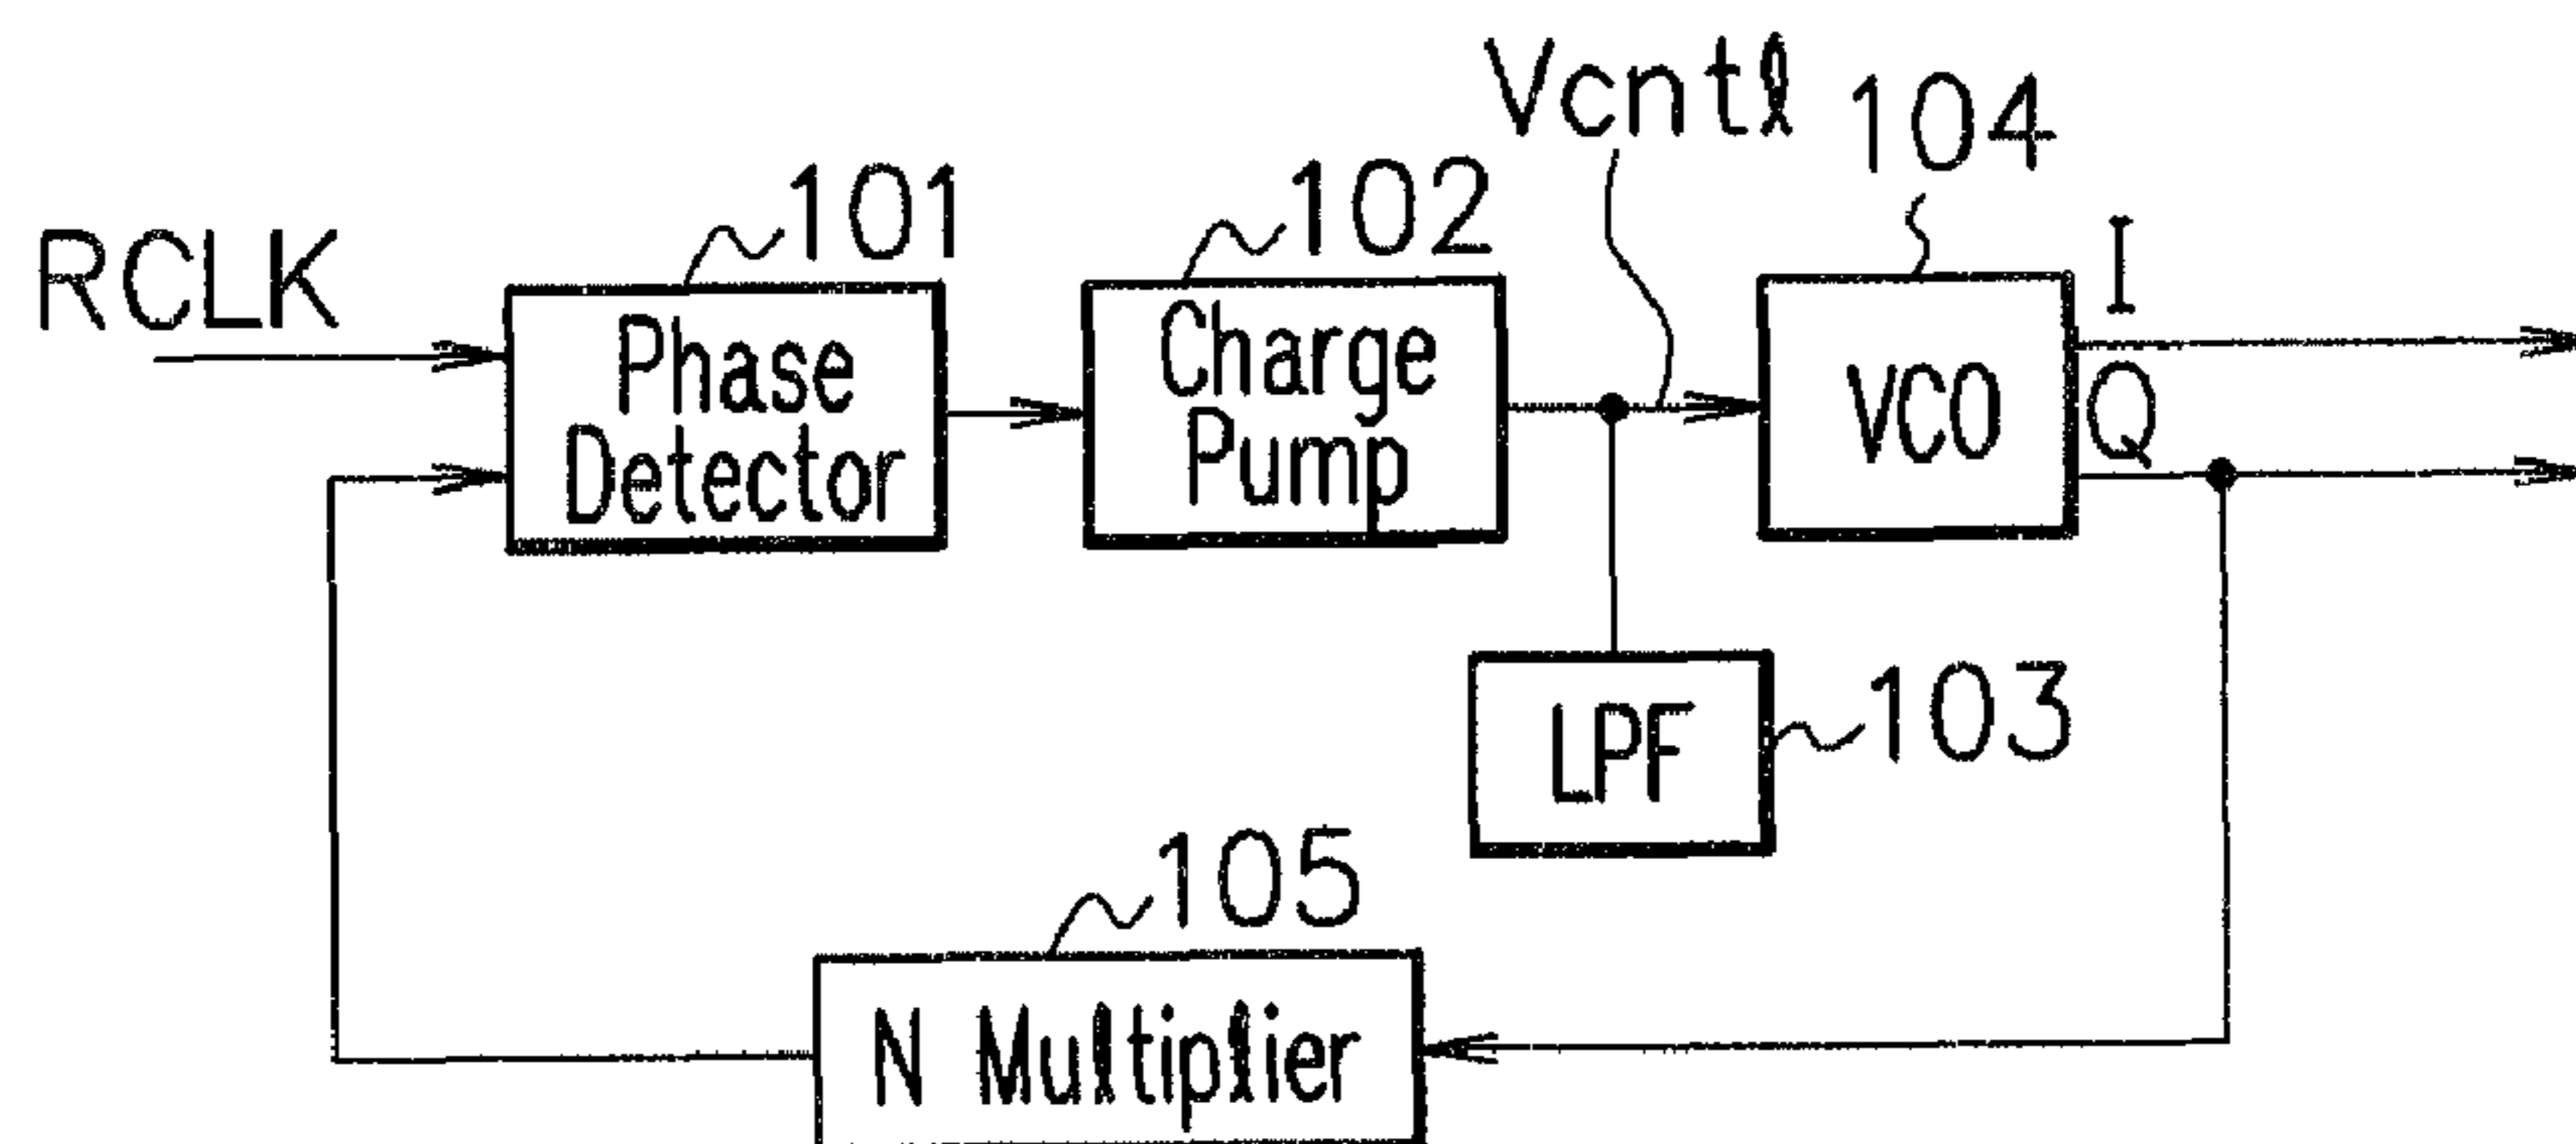 Vcntl
104
101
102
RCLK
I
Phase
Detector
Charge
Pump
VCO
Q
LPF
103
105
N Multiplier